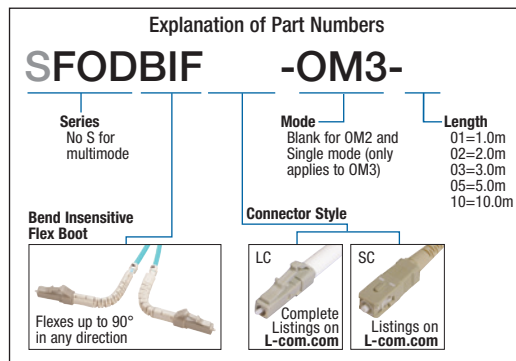 Explanation of Part Numbers
SFODBIF -OM3-
Series
No S for
multimode
Mode
Blank for OM2 and
Single mode (only
applies to OM3)
Length
01=1.0m
02=2.0m
03=3.0m
05=5.0m
10=10.0m
Bend Insensitive
Flex Boot
Flexes up to 90°
in any direction
Connector Style
LC
Complete
Listings on
L-com.com
SC
Listings on
L-com.com